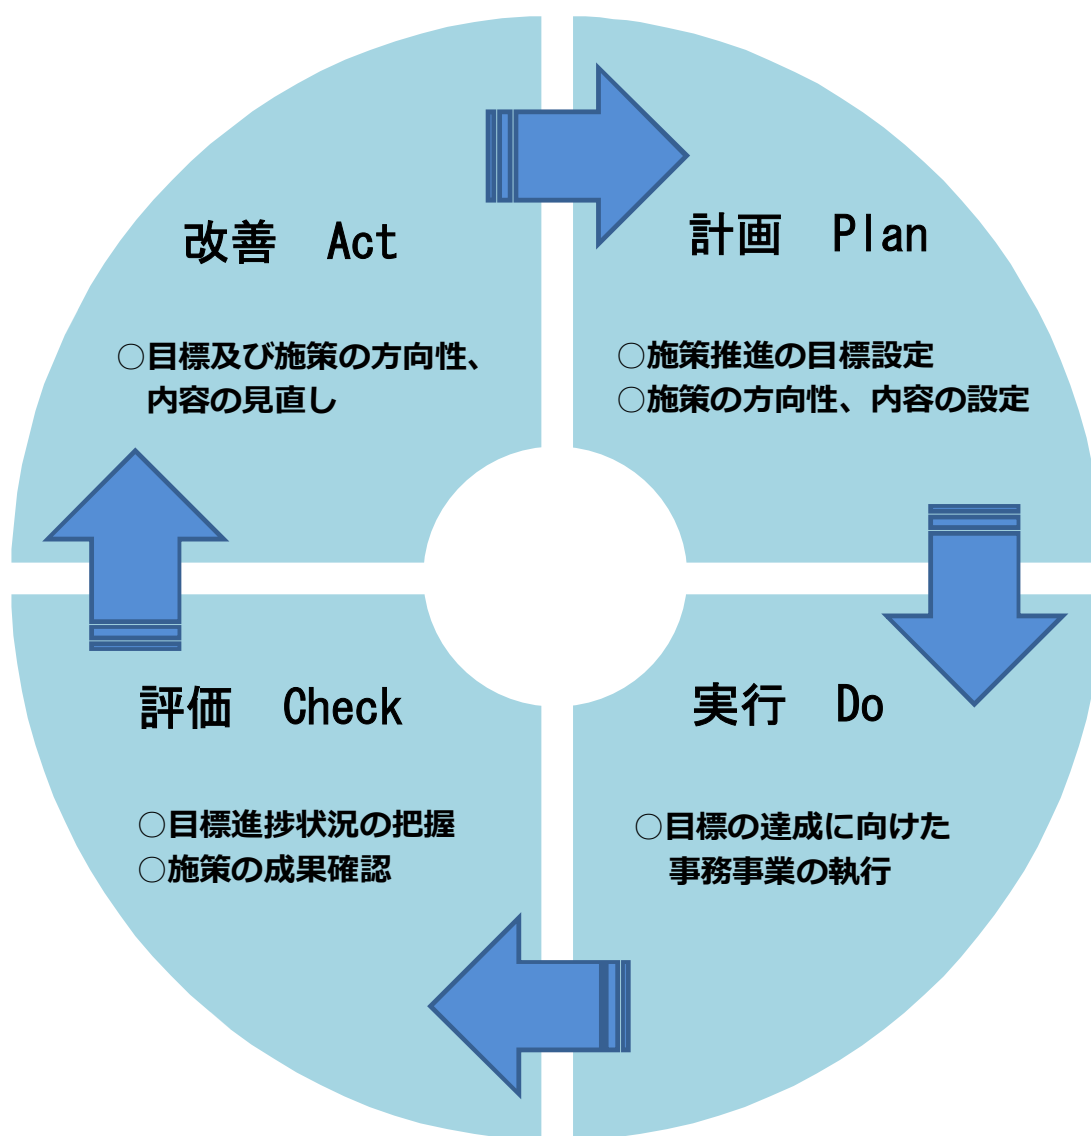 改善　Act
○目標及び施策の方向性、
内容の見直し
計画　Plan
○施策推進の目標設定
○施策の方向性、内容の設定
評価　Check
○目標進捗状況の把握
○施策の成果確認
実行　Do
○目標の達成に向けた
事務事業の執行